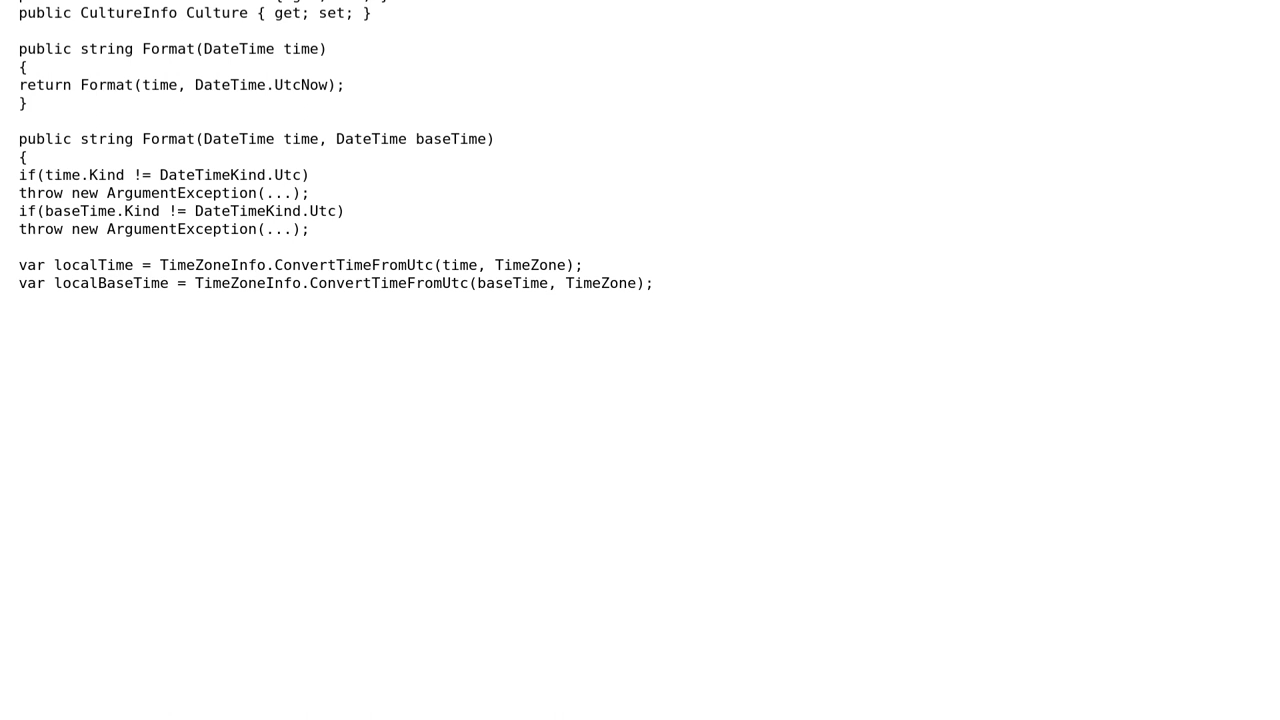 public CultureInfo Culture { get; set; }

public string Format(DateTime time)
{
return Format(time, DateTime.UtcNow);
}

public string Format(DateTime time, DateTime baseTime)
{
if(time.Kind != DateTimeKind.Utc)
throw new ArgumentException(...);
if(baseTime.Kind != DateTimeKind.Utc)
throw new ArgumentException(...);

var localTime = TimeZoneInfo.ConvertTimeFromUtc(time, TimeZone);
var localBaseTime = TimeZoneInfo.ConvertTimeFromUtc(baseTime, TimeZone);